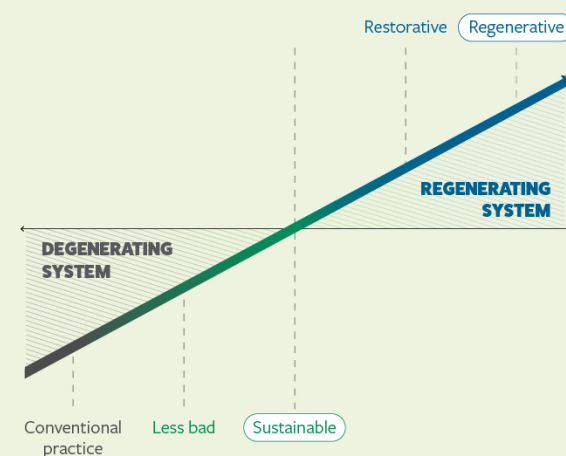 Restorative
Regenerative
REGENERATING
SYSTEM
DEGENERATING
SYSTEM
Conventional
practice
Less bad
Sustainable